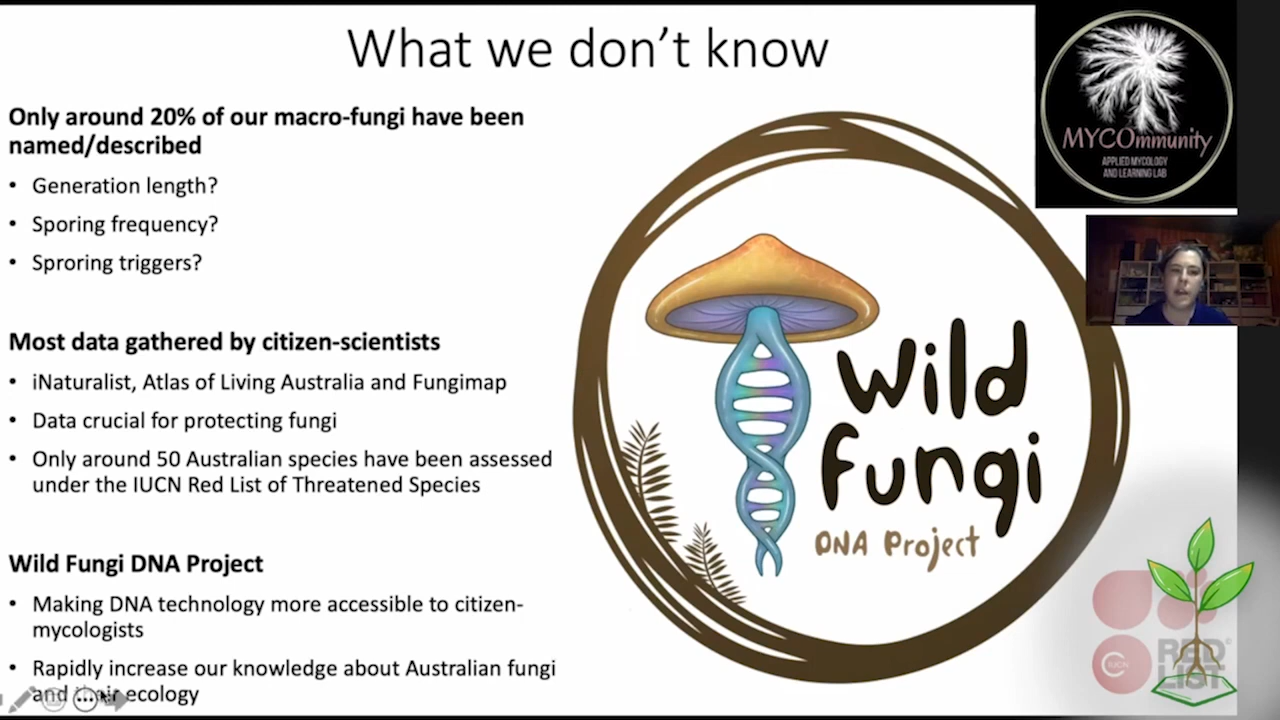 What we don't know
Only around 20% of our macro-fungi have been
named/described
• Generation length?
• Sporing frequency?
• Sproring triggers?
Most data gathered by citizen-scientists
• iNaturalist, Atlas of Living Australia and Fungimap
• Data crucial for protecting fungi
• Only around 50 Australian species have been assessed
under the IUCN Red List of Threatened Species
Wild Fungi DNA Project
• Making DNA technology more accessible to citizen-
mycologists
• Rapidly increase our knowledge about Australian fungi
and their ecology
Wild
Fungi
DNA Project
MYCOmmunity
APPLIED MYCOLOGY
AND LEARNING LAB
IUCN
RED
LIST